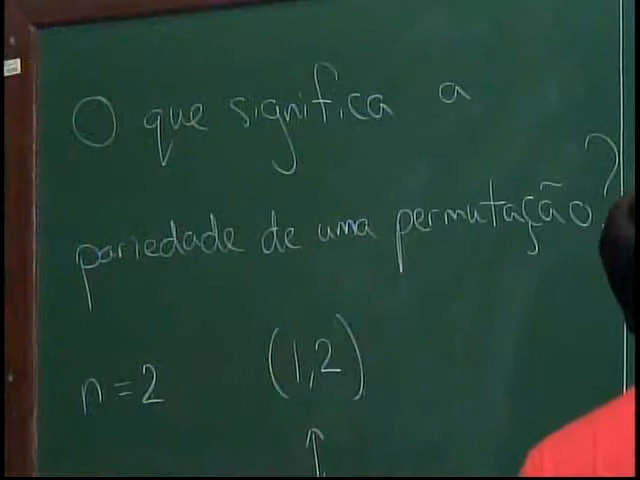 O que significa a
pariedade de uma permutação?
n=2 (1,2)
↑